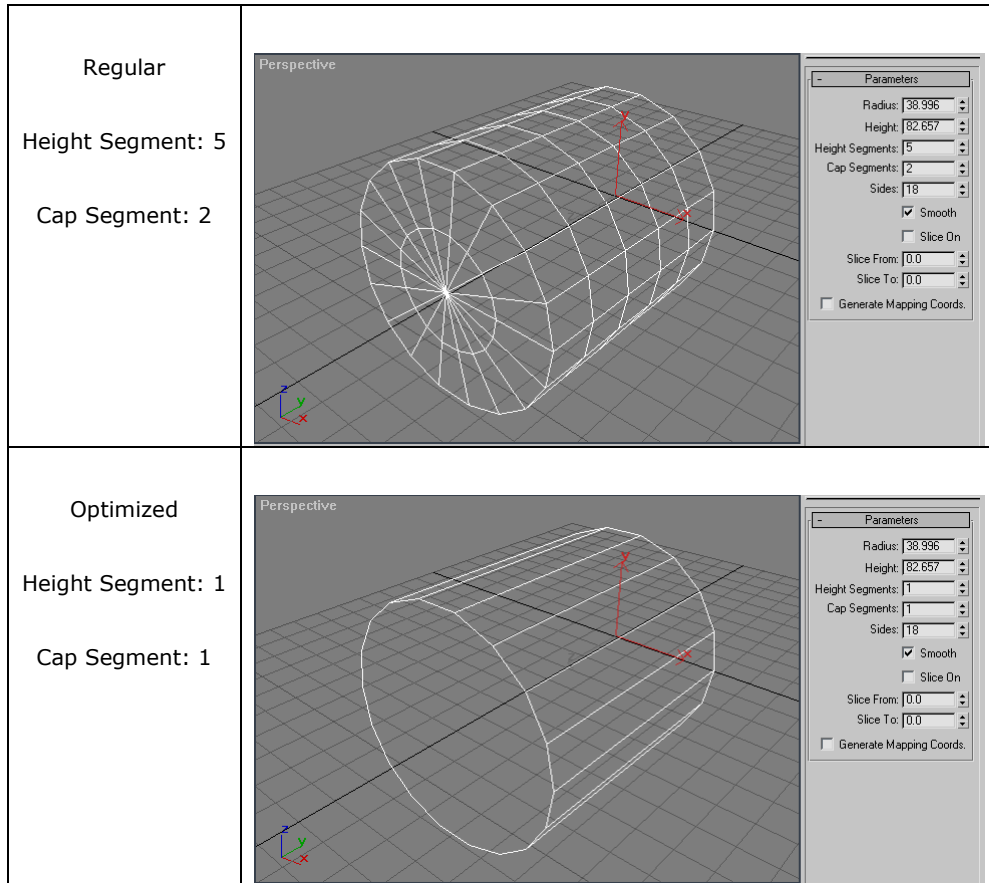 Regular
Height Segment: 5
Cap Segment: 2
Perspective
y
x
z
y
x
- Parameters
Radius: 38.996
Height: 82.657
Height Segments: 5
Cap Segments: 2
Sides: 18
Smooth
Slice On
Slice From: 0.0
Slice To: 0.0
Generate Mapping Coords.
Optimized
Height Segment: 1
Cap Segment: 1
Perspective
y
x
z
y
x
- Parameters
Radius: 38.996
Height: 82.657
Height Segments: 1
Cap Segments: 1
Sides: 18
Smooth
Slice On
Slice From: 0.0
Slice To: 0.0
Generate Mapping Coords.